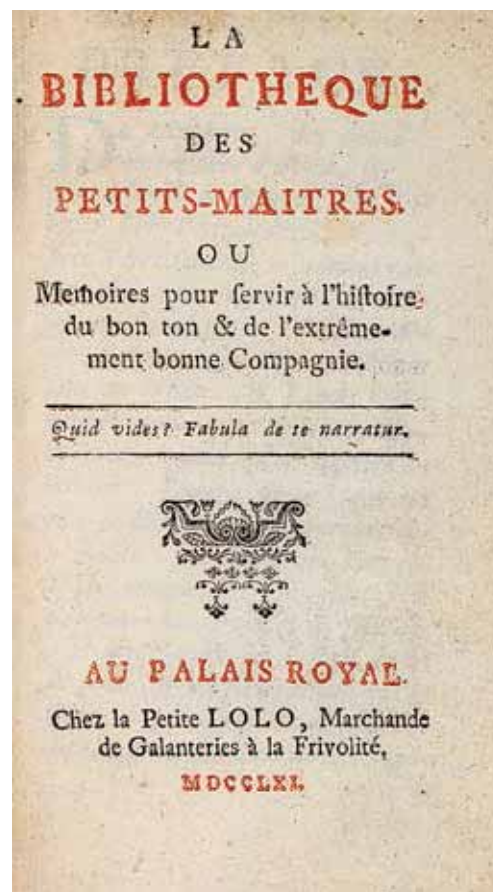 LA
BIBLIOTHEQUE
DES
PETITS-MAITRES.
OU
Memoires pour ſervir à l'hiſtoire
du bon ton & de l'extrême-
ment bonne Compagnie.
Quid vides? Fabula de te narratur.
AU PALAIS ROYAL.
Chez la Petite LOLO, Marchande
de Galanteries à la Frivolité,
MDCCLXI.